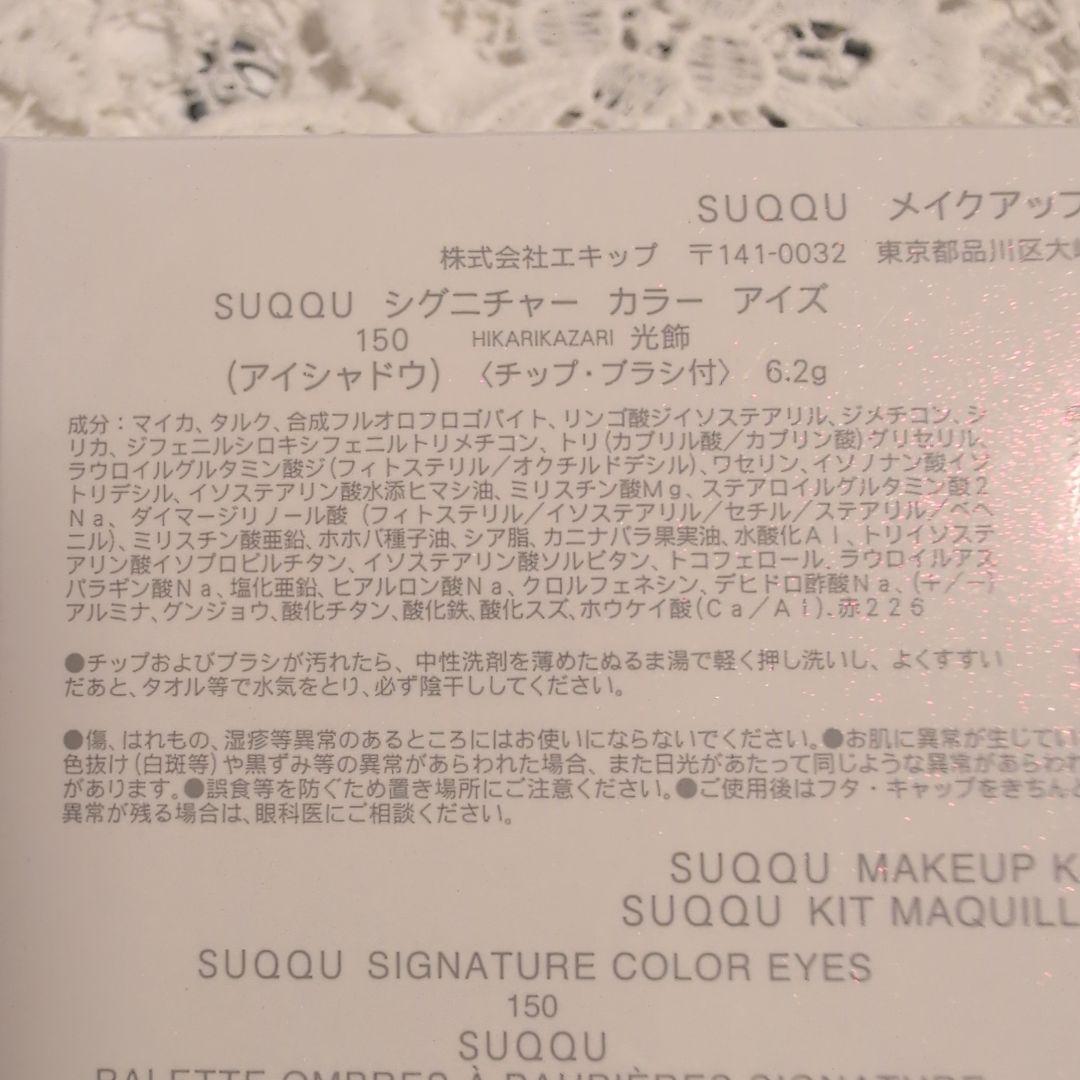 SUQQU メイクアップ
株式会社エキップ 〒141-0032 東京都品川区大崎
SUQQU シグニチャー カラー アイズ
150 HIKARIKAZARI 光飾
(アイシャドウ) 〈チップ・ブラシ付〉 6.2g
成分：マイカ、タルク、合成フルオロフロゴパイト、リンゴ酸ジイソステアリル、ジメチコン、シ
リカ、ジフェニルシロキシフェニルトリメチコン、トリ(カプリル酸／カプリン酸)グリセリル、
ラウロイルグルタミン酸ジ(フィトステリル／オクチルドデシル)、ワセリン、イソノナン酸イソ
トリデシル、イソステアリン酸水添ヒマシ油、ミリスチン酸Mg、ステアロイルグルタミン酸2
Na、ダイマージリノール酸(フィトステリル／イソステアリル／セチル／ステアリル／ベヘ
ニル)、ミリスチン酸亜鉛、ホホバ種子油、シア脂、カニナバラ果実油、水酸化Al、トリイソステ
アリン酸イソプロピルチタン、イソステアリン酸ソルビタン、トコフェロール、ラウロイルアス
パラギン酸Na、塩化亜鉛、ヒアルロン酸Na、クロルフェネシン、デヒドロ酢酸Na、(＋/－)
アルミナ、グンジョウ、酸化チタン、酸化鉄、酸化スズ、ホウケイ酸(Ca／Al)、赤226
●チップおよびブラシが汚れたら、中性洗剤を薄めたぬるま湯で軽く押し洗いし、よくすすい
だあと、タオル等で水気をとり、必ず陰干ししてください。
●傷、はれもの、湿疹等異常のあるところにはお使いにならないでください。●お肌に異常が生じてい
色抜け(白斑等)や黒ずみ等の異常があらわれた場合、また日光があたって同じような異常があらわれ
があります。●誤食等を防ぐため置き場所にご注意ください。●ご使用後はフタ・キャップをきちんと
異常が残る場合は、眼科医にご相談ください。
SUQQU MAKEUP K
SUQQU KIT MAQUILL
SUQQU SIGNATURE COLOR EYES
150
SUQQU
PALETTE OMBRES À PAUPIÈRES SIGNATURE